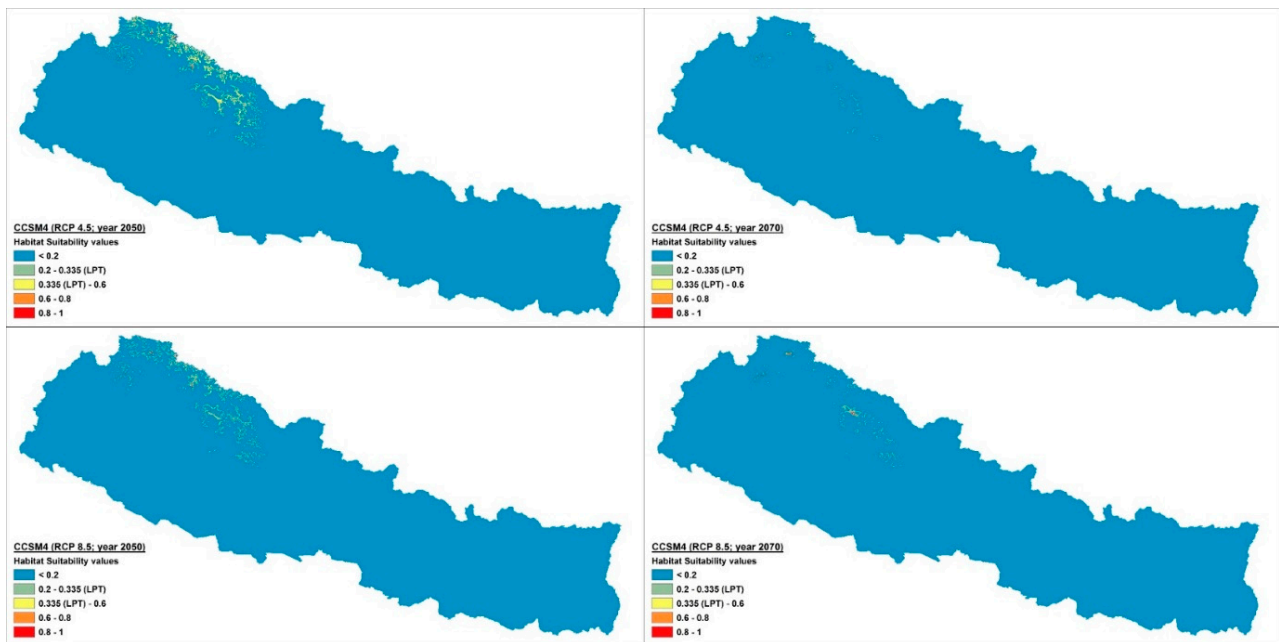 CCSM4 (RCP 4.5; year 2050)
Habitat Suitability values
< 0.2
0.2 - 0.335 (LPT)
0.335 (LPT) - 0.6
0.6 - 0.8
0.8 - 1
CCSM4 (RCP 4.5; year 2070)
Habitat Suitability values
< 0.2
0.2 - 0.335 (LPT)
0.335 (LPT) - 0.6
0.6 - 0.8
0.8 - 1
CCSM4 (RCP 8.5; year 2050)
Habitat Suitability values
< 0.2
0.2 - 0.335 (LPT)
0.335 (LPT) - 0.6
0.6 - 0.8
0.8 - 1
CCSM4 (RCP 8.5; year 2070)
Habitat Suitability values
< 0.2
0.2 - 0.335 (LPT)
0.335 (LPT) - 0.6
0.6 - 0.8
0.8 - 1